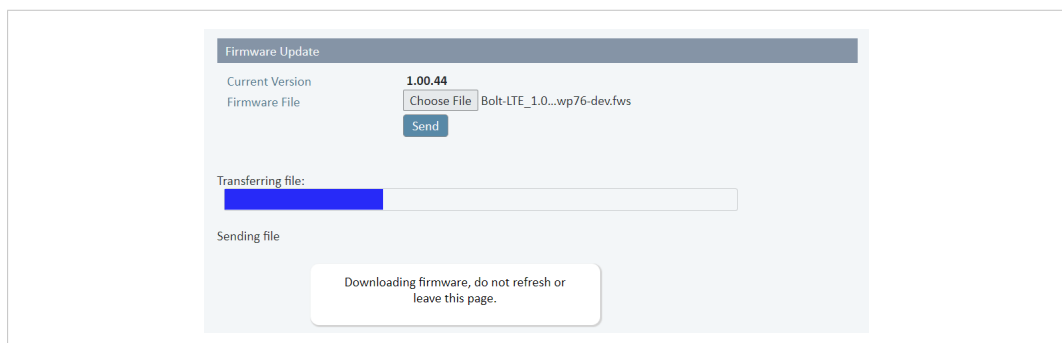 Firmware Update
Current Version 1.00.44
Firmware File Choose File Bolt-LTE_1.0...wp76-dev.fws
Send
Transferring file:
Sending file
Downloading firmware, do not refresh or
leave this page.